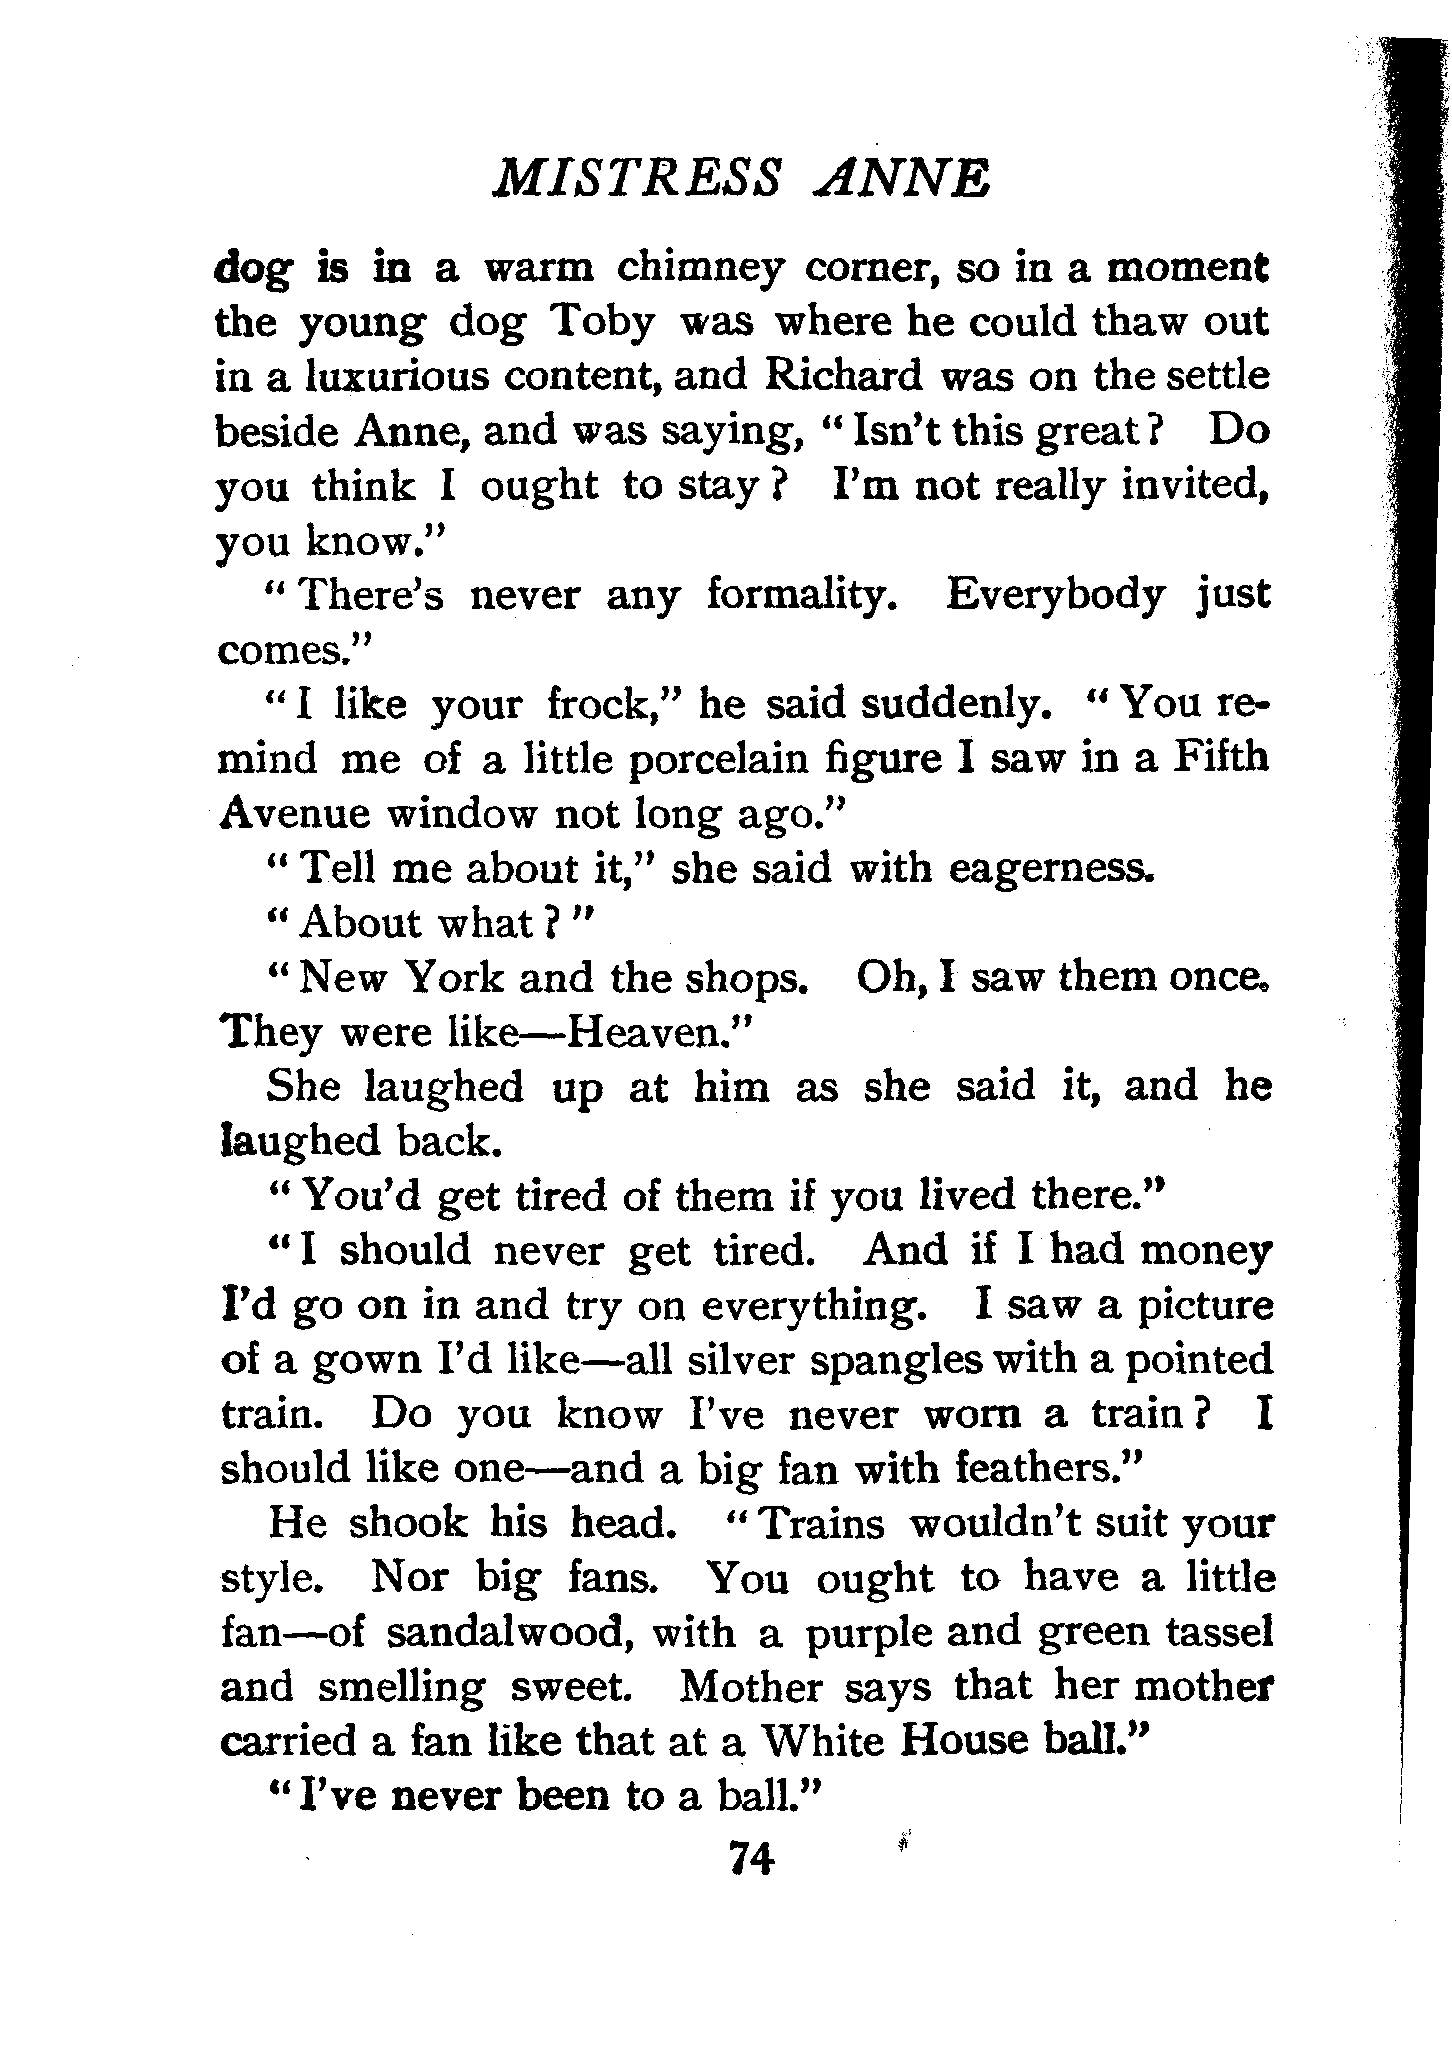 MISTRESS ANNE
dog is in a warm chimney corner, so in a moment
the young dog Toby was where he could thaw out
in a luxurious content, and Richard was on the settle
beside Anne, and was saying, "Isn't this great? Do
you think I ought to stay? I'm not really invited,
you know."
"There's never any formality. Everybody just
comes."
"I like your frock," he said suddenly. "You re-
mind me of a little porcelain figure I saw in a Fifth
Avenue window not long ago."
"Tell me about it," she said with eagerness.
"About what?"
"New York and the shops. Oh, I saw them once.
They were like—Heaven."
She laughed up at him as she said it, and he
laughed back.
"You'd get tired of them if you lived there."
"I should never get tired. And if I had money
I'd go on in and try on everything. I saw a picture
of a gown I'd like—all silver spangles with a pointed
train. Do you know I've never worn a train? I
should like one—and a big fan with feathers."
He shook his head. "Trains wouldn't suit your
style. Nor big fans. You ought to have a little
fan—of sandalwood, with a purple and green tassel
and smelling sweet. Mother says that her mother
carried a fan like that at a White House ball."
"I've never been to a ball."
74